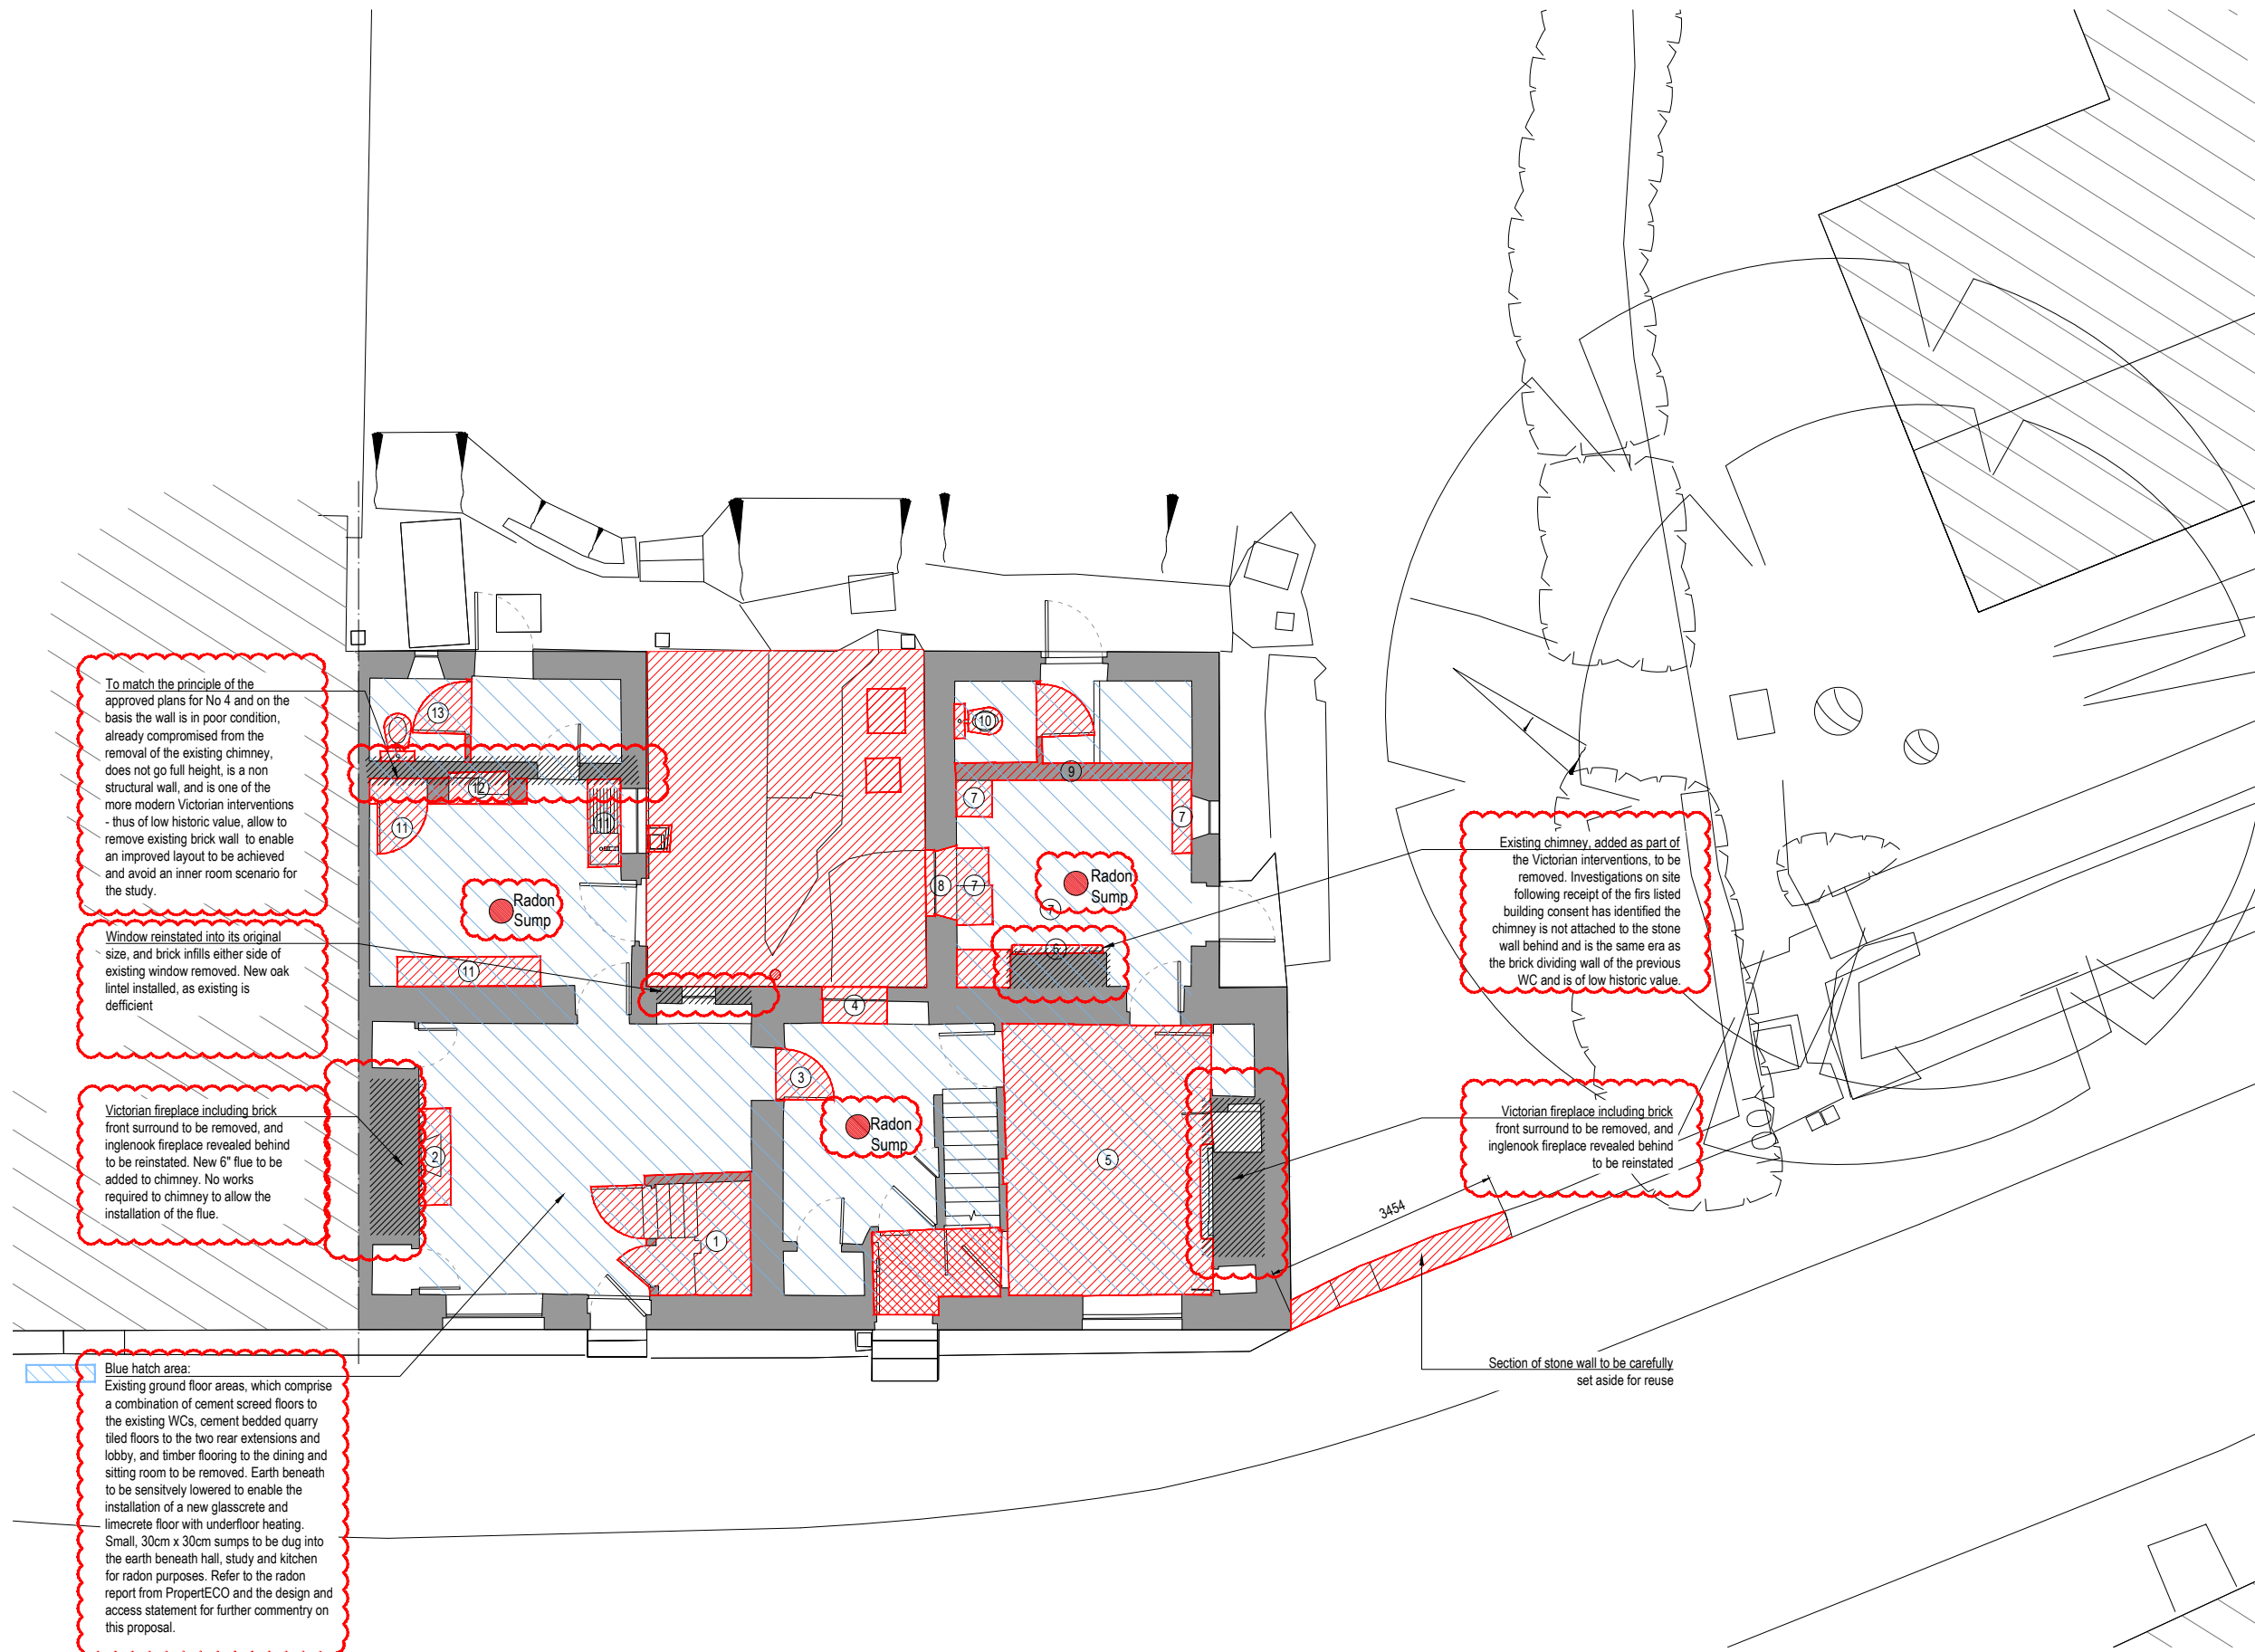 To match the principle of the
approved plans for No 4 and on the
basis the wall is in poor condition,
already compromised from the
removal of the existing chimney,
does not go full height, is a non
structural wall, and is one of the
more modern Victorian interventions
- thus of low historic value, allow to
remove existing brick wall to enable
an improved layout to be achieved
and avoid an inner room scenario for
the study.
Window reinstated into its original
size, and brick infills either side of
existing window removed. New oak
lintel installed, as existing is
defficient
Victorian fireplace including brick
front surround to be removed, and
inglenook fireplace revealed behind
to be reinstated. New 6" flue to be
added to chimney. No works
required to chimney to allow the
installation of the flue.
Blue hatch area:
Existing ground floor areas, which comprise
a combination of cement screed floors to
the existing WCs, cement bedded quarry
tiled floors to the two rear extensions and
lobby, and timber flooring to the dining and
sitting room to be removed. Earth beneath
to be sensitvely lowered to enable the
installation of a new glasscrete and
limecrete floor with underfloor heating.
Small, 30cm x 30cm sumps to be dug into
the earth beneath hall, study and kitchen
for radon purposes. Refer to the radon
report from PropertECO and the design and
access statement for further commentry on
this proposal.
13
12
11
11
Radon
Sump
11
10
9
7
7
8
7
Radon
Sump
7
6
4
3
Radon
Sump
2
1
5
Existing chimney, added as part of
the Victorian interventions, to be
removed. Investigations on site
following receipt of the firs listed
building consent has identified the
chimney is not attached to the stone
wall behind and is the same era as
the brick dividing wall of the previous
WC and is of low historic value.
Victorian fireplace including brick
front surround to be removed, and
inglenook fireplace revealed behind
to be reinstated
3454
Section of stone wall to be carefully
set aside for reuse